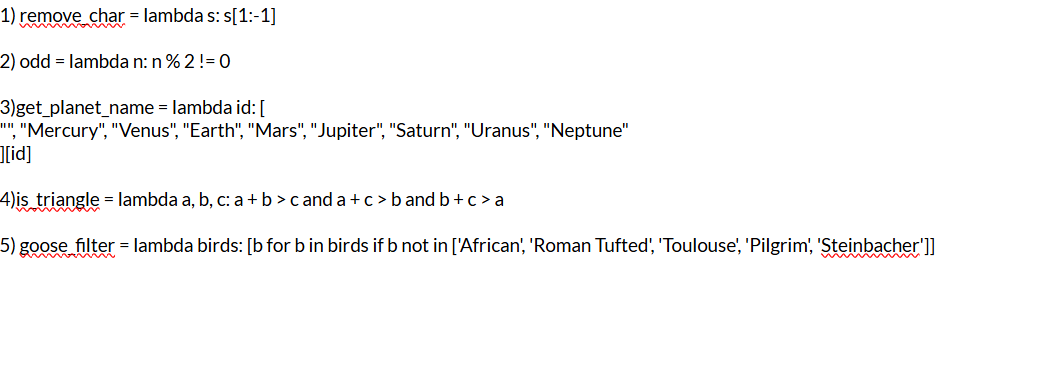 1) remove_char = lambda s: s[1:-1]
2) odd = lambda n: n % 2 != 0
3)get_planet_name = lambda id: [
"", "Mercury", "Venus", "Earth", "Mars", "Jupiter", "Saturn", "Uranus", "Neptune"
][id]
4)is_triangle = lambda a, b, c: a + b > c and a + c > b and b + c > a
5) goose_filter = lambda birds: [b for b in birds if b not in ['African', 'Roman Tufted', 'Toulouse', 'Pilgrim', 'Steinbacher']]